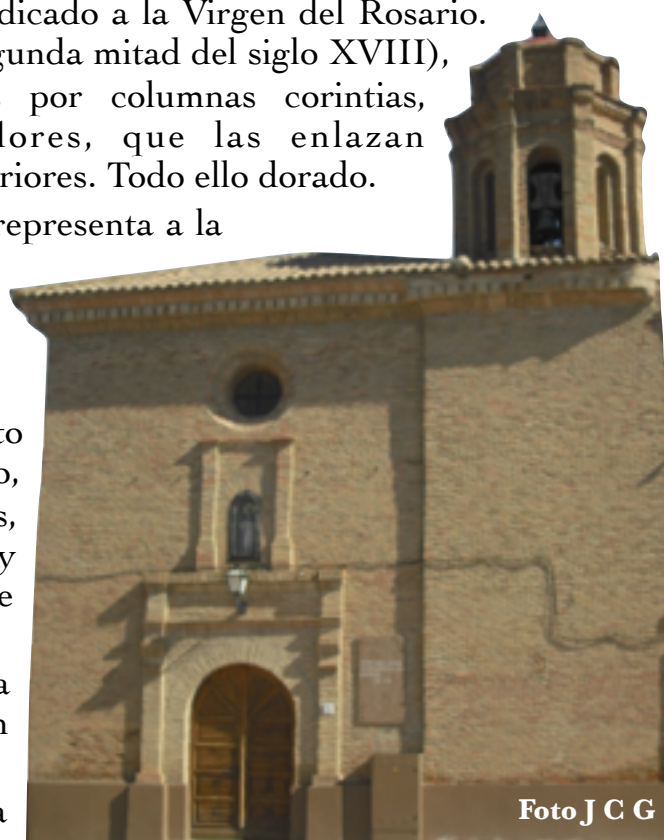 dicado a la Virgen del Rosario.
gunda mitad del siglo XVIII),
por columnas corintias,
lores, que las enlazan
riores. Todo ello dorado.
representa a la
to
o,
s,
y
e
a
n
a
Foto J C G